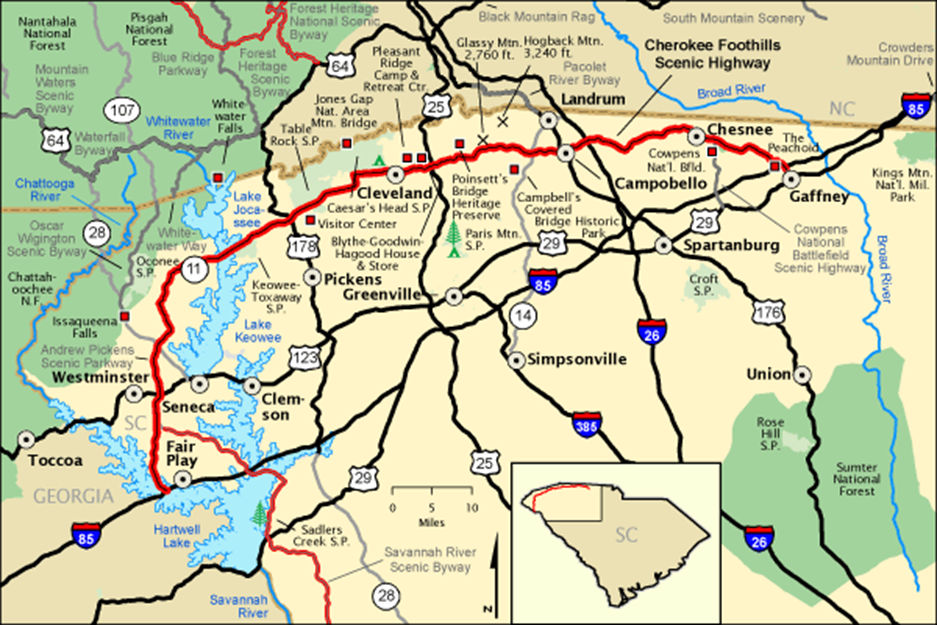 Nantahala
National
Forest
Pisgah
National
Forest
Forest Heritage
National Scenic
Byway
Black Mountain Rag
South Mountain Scenery
Blue Ridge
Parkway
Forest
Heritage
Scenic
Byway
64
Pleasant
Ridge
Camp &
Retreat Ctr.
Glassy Mtn.
2,760 ft.
Hogback Mtn.
3,240 ft.
Cherokee Foothills
Scenic Highway
Crowders
Mountain Drive
Mountain
Waters
Scenic
Byway
107
Pacolet
River Byway
Broad River
Jones Gap
Nat. Area
Mtn. Bridge
25
Landrum
NC
85
White-
water
Falls
Whitewater
River
64
Waterfall
Byway
Table
Rock S.P.
Chesnee
The
Peachoid
Cowpens
Nat'l. Bfld.
Kings Mtn.
Nat'l. Mil.
Park
Chattooga
River
Cleveland
Poinsett's
Bridge
Heritage
Preserve
Campobello
Gaffney
Lake
Joca-
ssee
Caesar's Head S.P.
Visitor Center
Campbell's
Covered
Bridge
Historic
Park
29
Oscar
Wigington
Scenic Byway
28
White-
water Way
178
Blythe-Goodwin-
Hagood House
& Store
Paris Mtn.
S.P.
29
Spartanburg
Cowpens
National
Battlefield
Scenic Highway
Broad River
Oconee
S.P.
11
Chattah-
oochee
N.F.
Keowee-
Toxaway
S.P.
Pickens
Greenville
85
Croft
S.P.
Issaqueena
Falls
Lake
Keowee
14
176
26
Andrew Pickens
Scenic Parkway
123
Simpsonville
Westminster
Seneca
Clem-
son
Union
SC
385
Rose
Hill
S.P.
Toccoa
Fair
Play
29
25
Sumter
National
Forest
GEORGIA
0 5 10
Miles
SC
85
Hartwell
Lake
Sadlers
Creek S.P.
26
Savannah River
Scenic Byway
Savannah
River
28
N